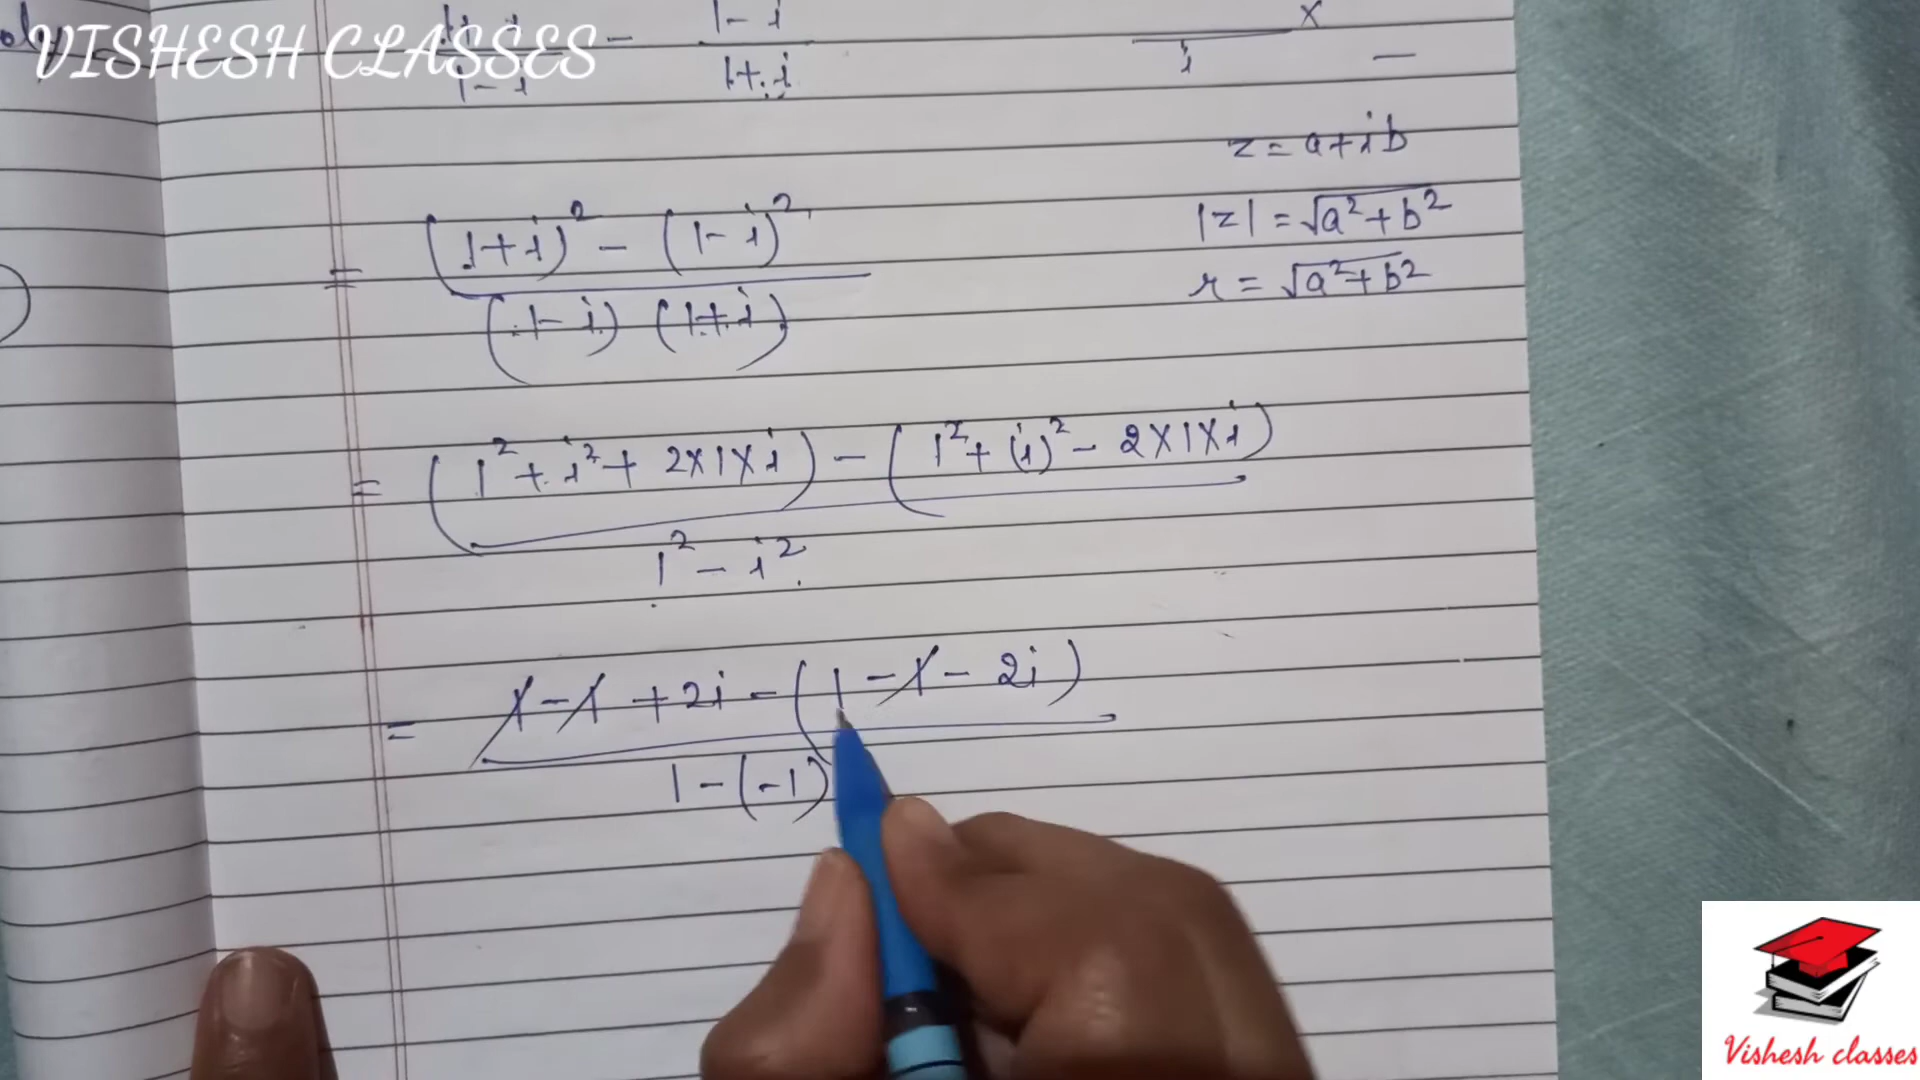 VISHESH CLASSES
1+i/1-i - 1-i/1+i
x
i
z = a+ib
|z| = √a²+b²
r = √a²+b²
= (1+i)² - (1-i)² / (1-i) (1+i)
= (1² + i² + 2×1×i) - (1² + (i)² - 2×1×i) / 1² - i²
= 1 - 1 + 2i - (1 - 1 - 2i) / 1 - (-1)
Vishesh classes